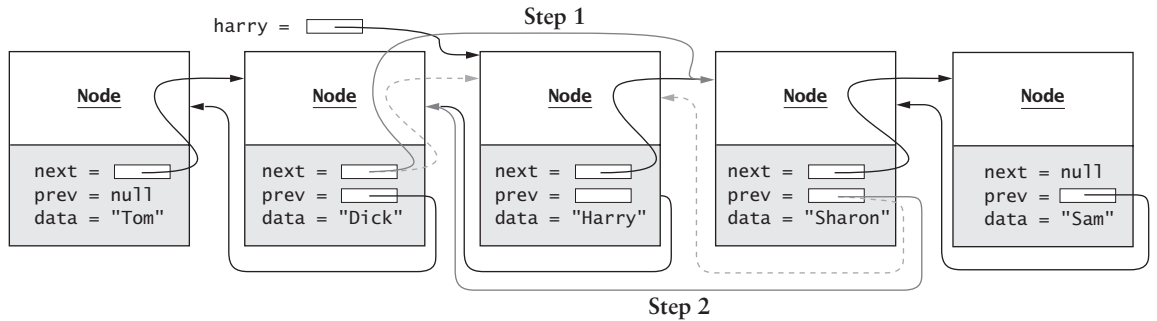 Step 1
harry =
Node
next =
prev = null
data = "Tom"
Node
next =
prev =
data = "Dick"
Node
next =
prev =
data = "Harry"
Node
next =
prev =
data = "Sharon"
Node
next = null
prev =
data = "Sam"
Step 2